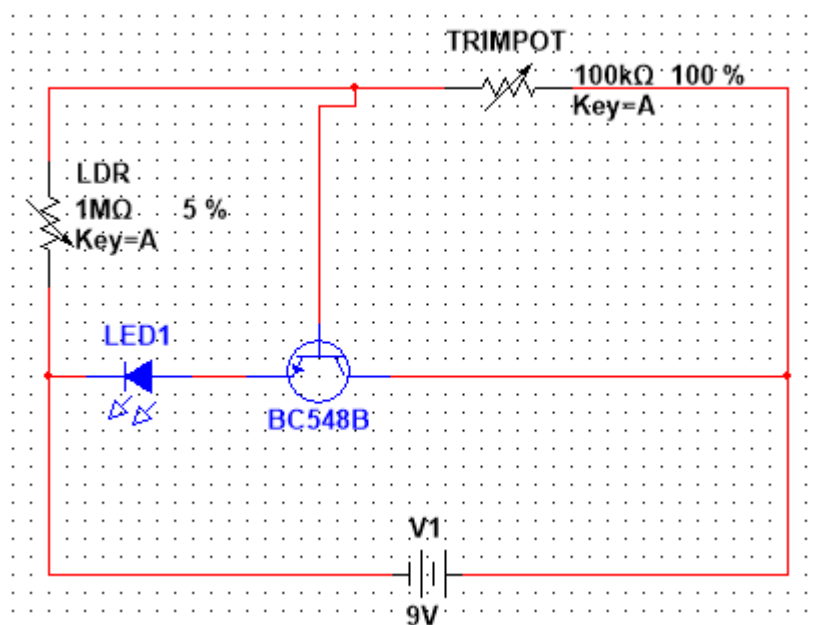 TRIMPOT
100kΩ 100 %
Key=A
LDR
1MΩ 5 %
Key=A
LED1
BC548B
V1
9V